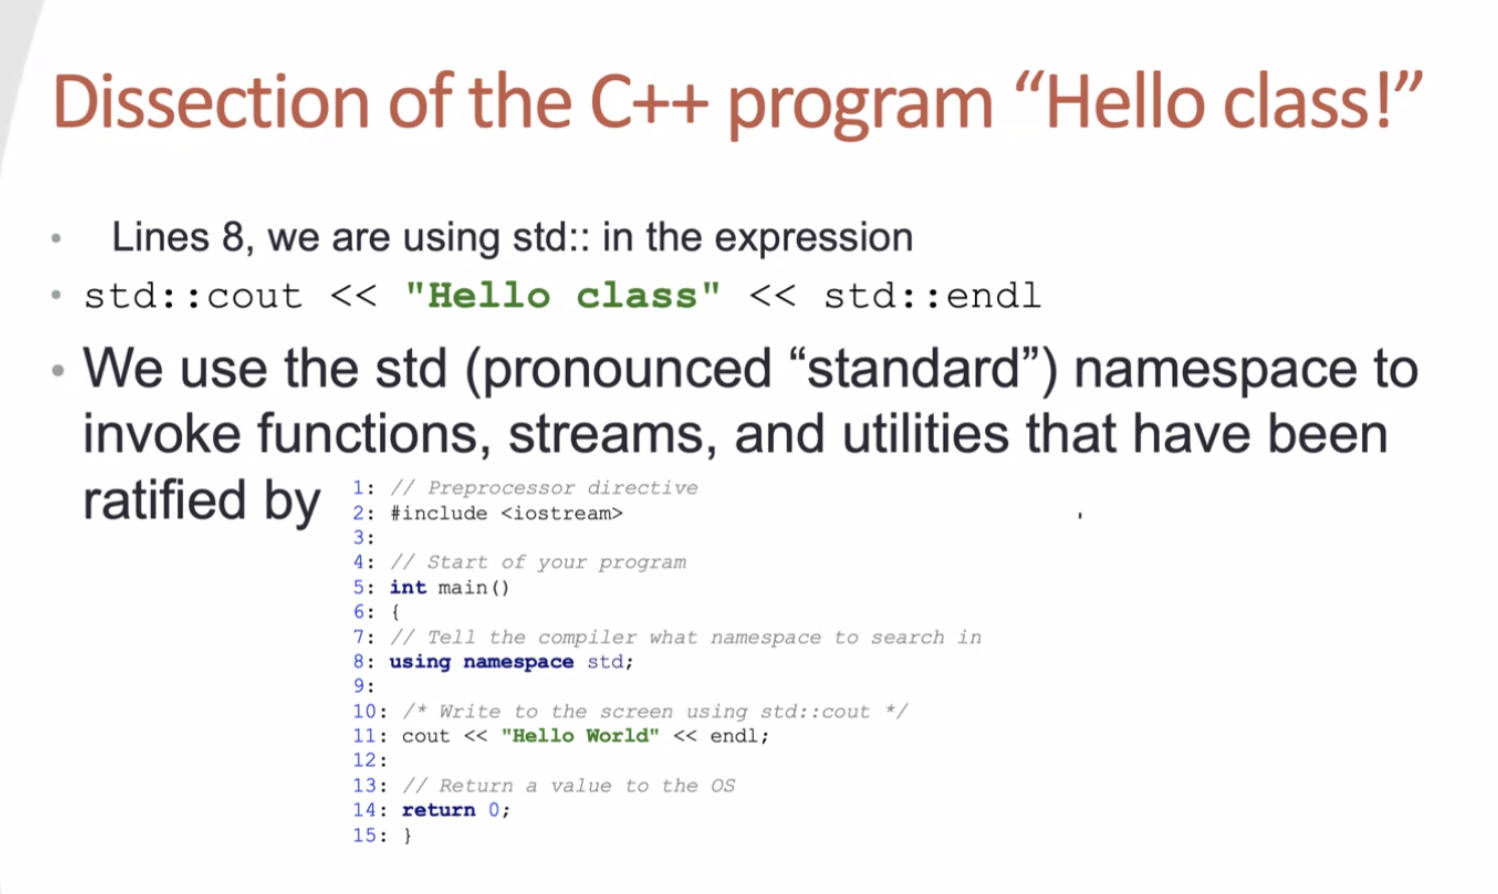 Dissection of the C++ program “Hello class!”
• Lines 8, we are using std:: in the expression
• std::cout << "Hello class" << std::endl
• We use the std (pronounced “standard”) namespace to
invoke functions, streams, and utilities that have been
ratified by
1: // Preprocessor directive
2: #include <iostream>
3:
4: // Start of your program
5: int main()
6: {
7: // Tell the compiler what namespace to search in
8: using namespace std;
9:
10: /* Write to the screen using std::cout */
11: cout << "Hello World" << endl;
12:
13: // Return a value to the OS
14: return 0;
15: }